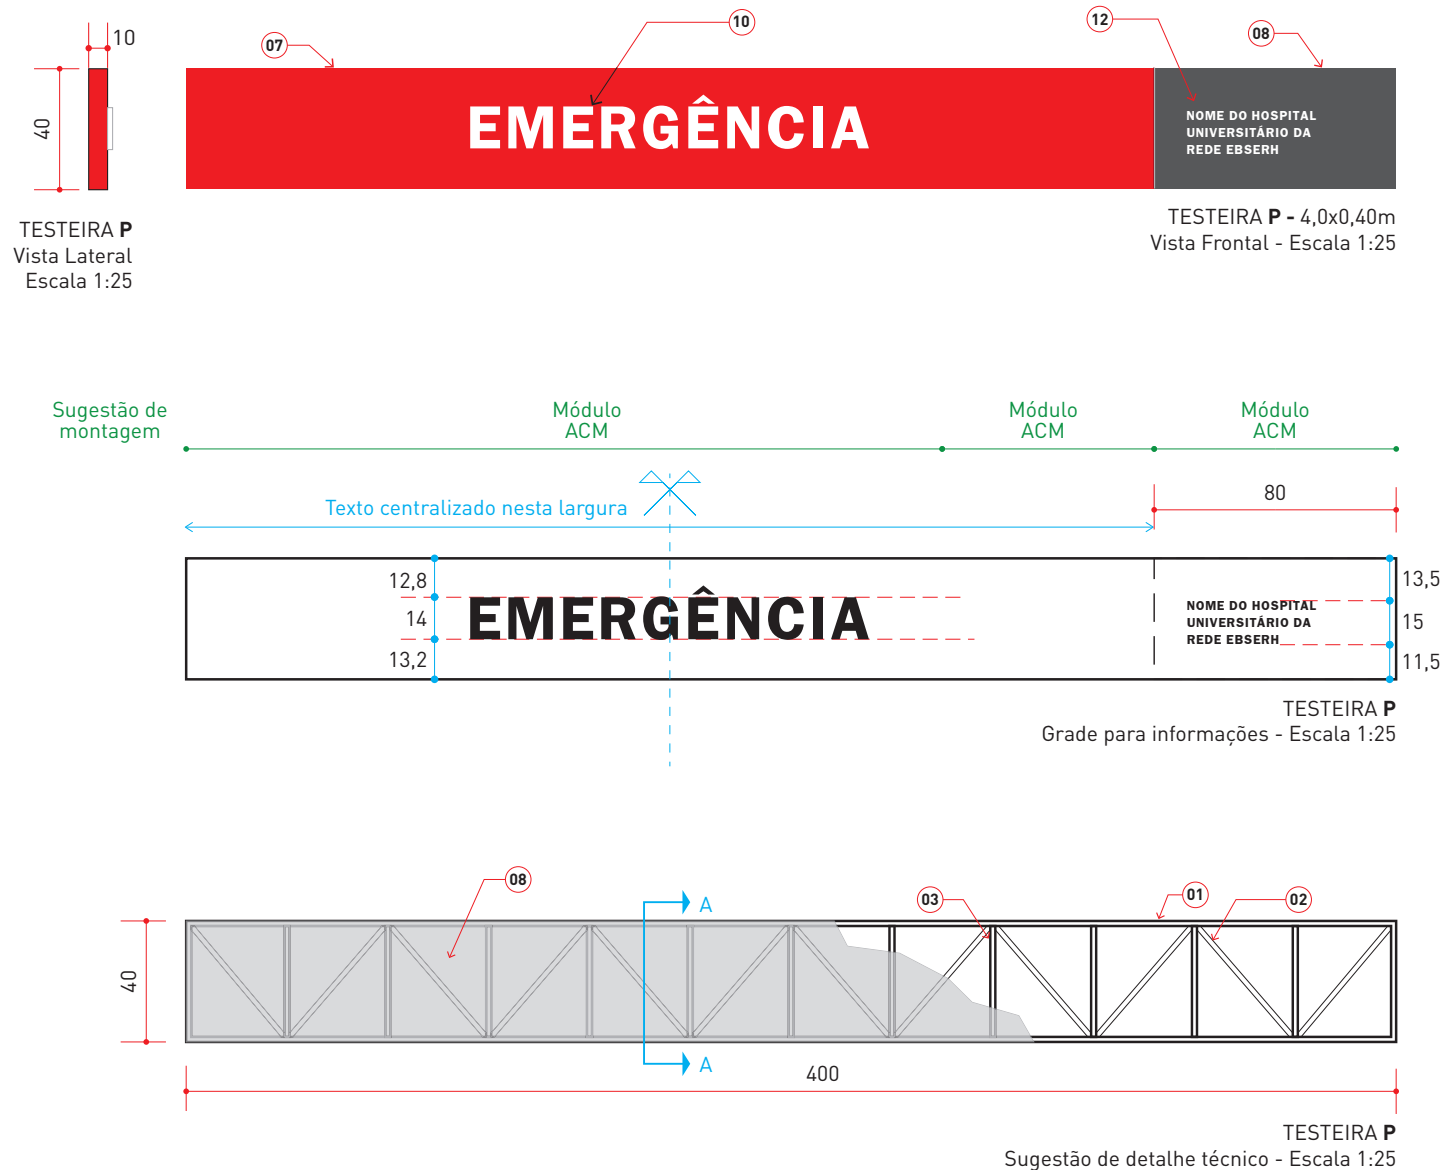 10
07
10
12
08
40
EMERGÊNCIA
NOME DO HOSPITAL
UNIVERSITÁRIO DA
REDE EBSERH
TESTEIRA P
Vista Lateral
Escala 1:25
TESTEIRA P - 4,0x0,40m
Vista Frontal - Escala 1:25
Sugestão de
montagem
Módulo
ACM
Módulo
ACM
Módulo
ACM
Texto centralizado nesta largura
80
12,8
14
13,2
EMERGÊNCIA
NOME DO HOSPITAL
UNIVERSITÁRIO DA
REDE EBSERH
13,5
15
11,5
TESTEIRA P
Grade para informações - Escala 1:25
08
A
03
01
02
40
A
400
TESTEIRA P
Sugestão de detalhe técnico - Escala 1:25